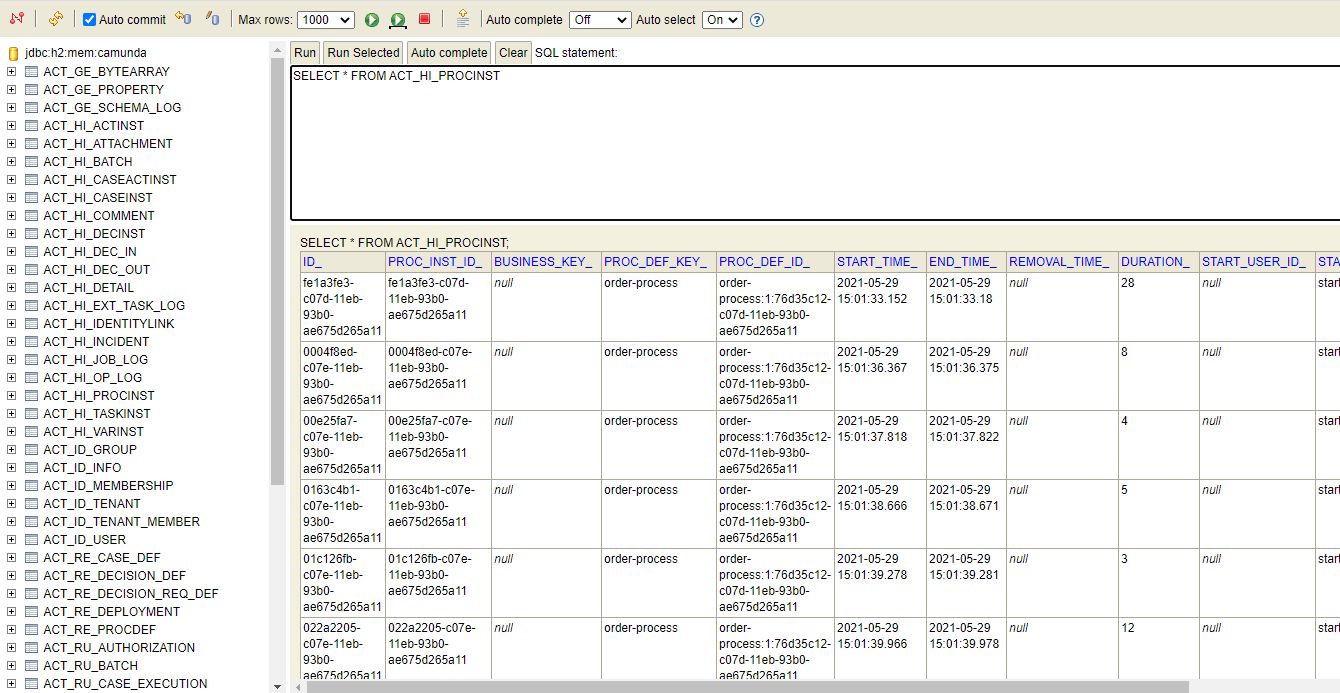 Auto commit Max rows: 1000 Auto complete Off Auto select On ?
jdbc:h2:mem:camunda
ACT_GE_BYTEARRAY
ACT_GE_PROPERTY
ACT_GE_SCHEMA_LOG
ACT_HI_ACTINST
ACT_HI_ATTACHMENT
ACT_HI_BATCH
ACT_HI_CASEACTINST
ACT_HI_CASEINST
ACT_HI_COMMENT
ACT_HI_DECINST
ACT_HI_DEC_IN
ACT_HI_DEC_OUT
ACT_HI_DETAIL
ACT_HI_EXT_TASK_LOG
ACT_HI_IDENTITYLINK
ACT_HI_INCIDENT
ACT_HI_JOB_LOG
ACT_HI_OP_LOG
ACT_HI_PROCINST
ACT_HI_TASKINST
ACT_HI_VARINST
ACT_ID_GROUP
ACT_ID_INFO
ACT_ID_MEMBERSHIP
ACT_ID_TENANT
ACT_ID_TENANT_MEMBER
ACT_ID_USER
ACT_RE_CASE_DEF
ACT_RE_DECISION_DEF
ACT_RE_DECISION_REQ_DEF
ACT_RE_DEPLOYMENT
ACT_RE_PROCDEF
ACT_RU_AUTHORIZATION
ACT_RU_BATCH
ACT_RU_CASE_EXECUTION
Run Run Selected Auto complete Clear SQL statement:
SELECT * FROM ACT_HI_PROCINST
SELECT * FROM ACT_HI_PROCINST;
ID_ PROC_INST_ID_ BUSINESS_KEY_ PROC_DEF_KEY_ PROC_DEF_ID_ START_TIME_ END_TIME_ REMOVAL_TIME_ DURATION_ START_USER_ID_ STA
fe1a3fe3- fe1a3fe3-c07d- null order-process order- 2021-05-29 2021-05-29 null 28 null start
c07d-11eb- 11eb-93b0- process:1:76d35c12- 15:01:33.152 15:01:33.18
93b0- ae675d265a11 c07d-11eb-93b0-
ae675d265a11 ae675d265a11
0004f8ed- 0004f8ed-c07e- null order-process order- 2021-05-29 2021-05-29 null 8 null start
c07e-11eb- 11eb-93b0- process:1:76d35c12- 15:01:36.367 15:01:36.375
93b0- ae675d265a11 c07d-11eb-93b0-
ae675d265a11 ae675d265a11
00e25fa7- 00e25fa7-c07e- null order-process order- 2021-05-29 2021-05-29 null 4 null start
c07e-11eb- 11eb-93b0- process:1:76d35c12- 15:01:37.818 15:01:37.822
93b0- ae675d265a11 c07d-11eb-93b0-
ae675d265a11 ae675d265a11
0163c4b1- 0163c4b1-c07e- null order-process order- 2021-05-29 2021-05-29 null 5 null start
c07e-11eb- 11eb-93b0- process:1:76d35c12- 15:01:38.666 15:01:38.671
93b0- ae675d265a11 c07d-11eb-93b0-
ae675d265a11 ae675d265a11
01c126fb- 01c126fb-c07e- null order-process order- 2021-05-29 2021-05-29 null 3 null start
c07e-11eb- 11eb-93b0- process:1:76d35c12- 15:01:39.278 15:01:39.281
93b0- ae675d265a11 c07d-11eb-93b0-
ae675d265a11 ae675d265a11
022a2205- 022a2205-c07e- null order-process order- 2021-05-29 2021-05-29 null 12 null start
c07e-11eb- 11eb-93b0- process:1:76d35c12- 15:01:39.966 15:01:39.978
93b0- ae675d265a11 c07d-11eb-93b0-
ae675d265a11 ae675d265a11